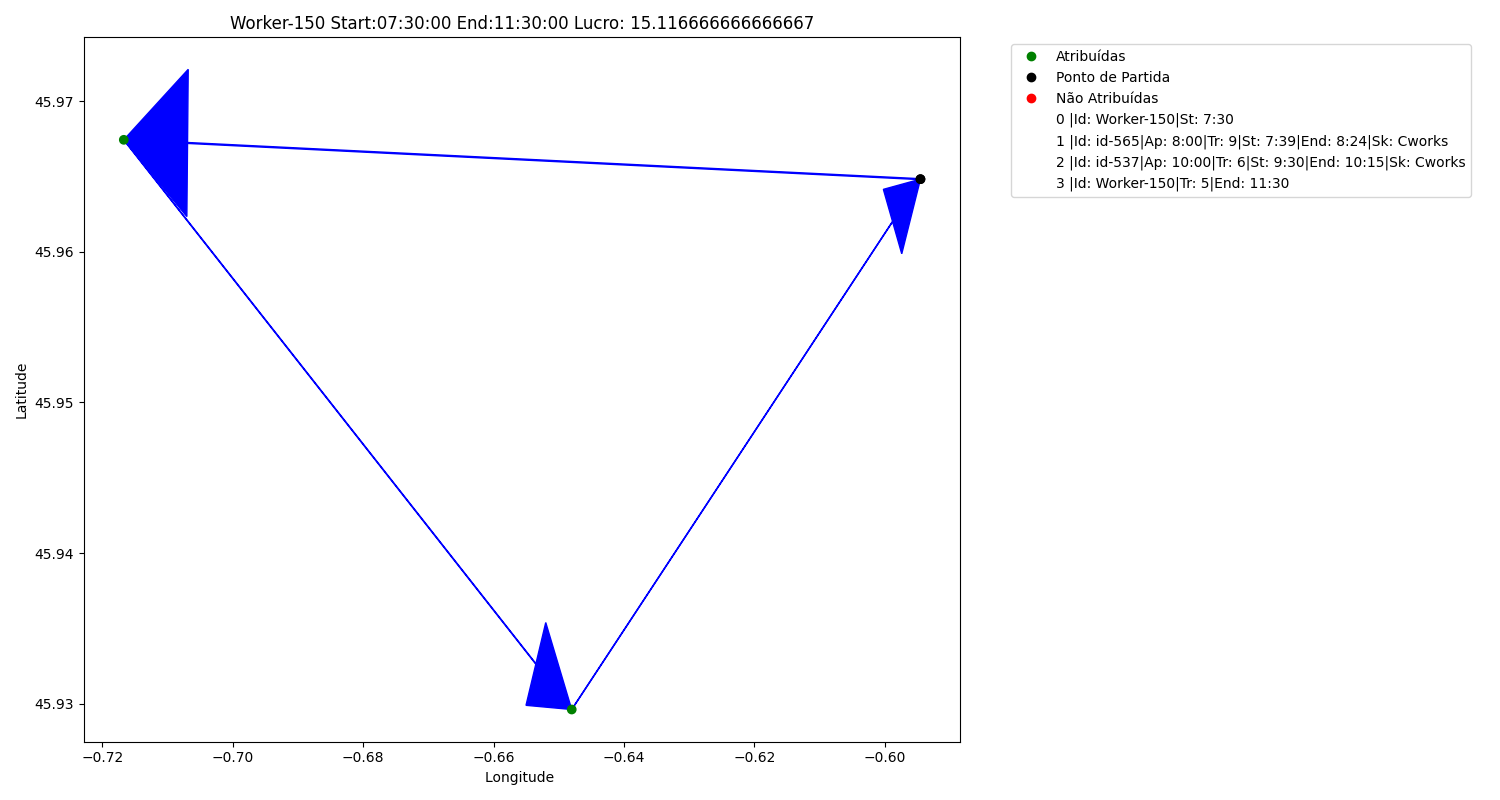 Worker-150 Start:07:30:00 End:11:30:00 Lucro: 15.116666666666667
Atribuídas
Ponto de Partida
Não Atribuídas
0 |Id: Worker-150|St: 7:30
1 |Id: id-565|Ap: 8:00|Tr: 9|St: 7:39|End: 8:24|Sk: Cworks
2 |Id: id-537|Ap: 10:00|Tr: 6|St: 9:30|End: 10:15|Sk: Cworks
3 |Id: Worker-150|Tr: 5|End: 11:30
45.97
45.96
45.95
45.94
45.93
Latitude
−0.72 −0.70 −0.68 −0.66 −0.64 −0.62 −0.60
Longitude